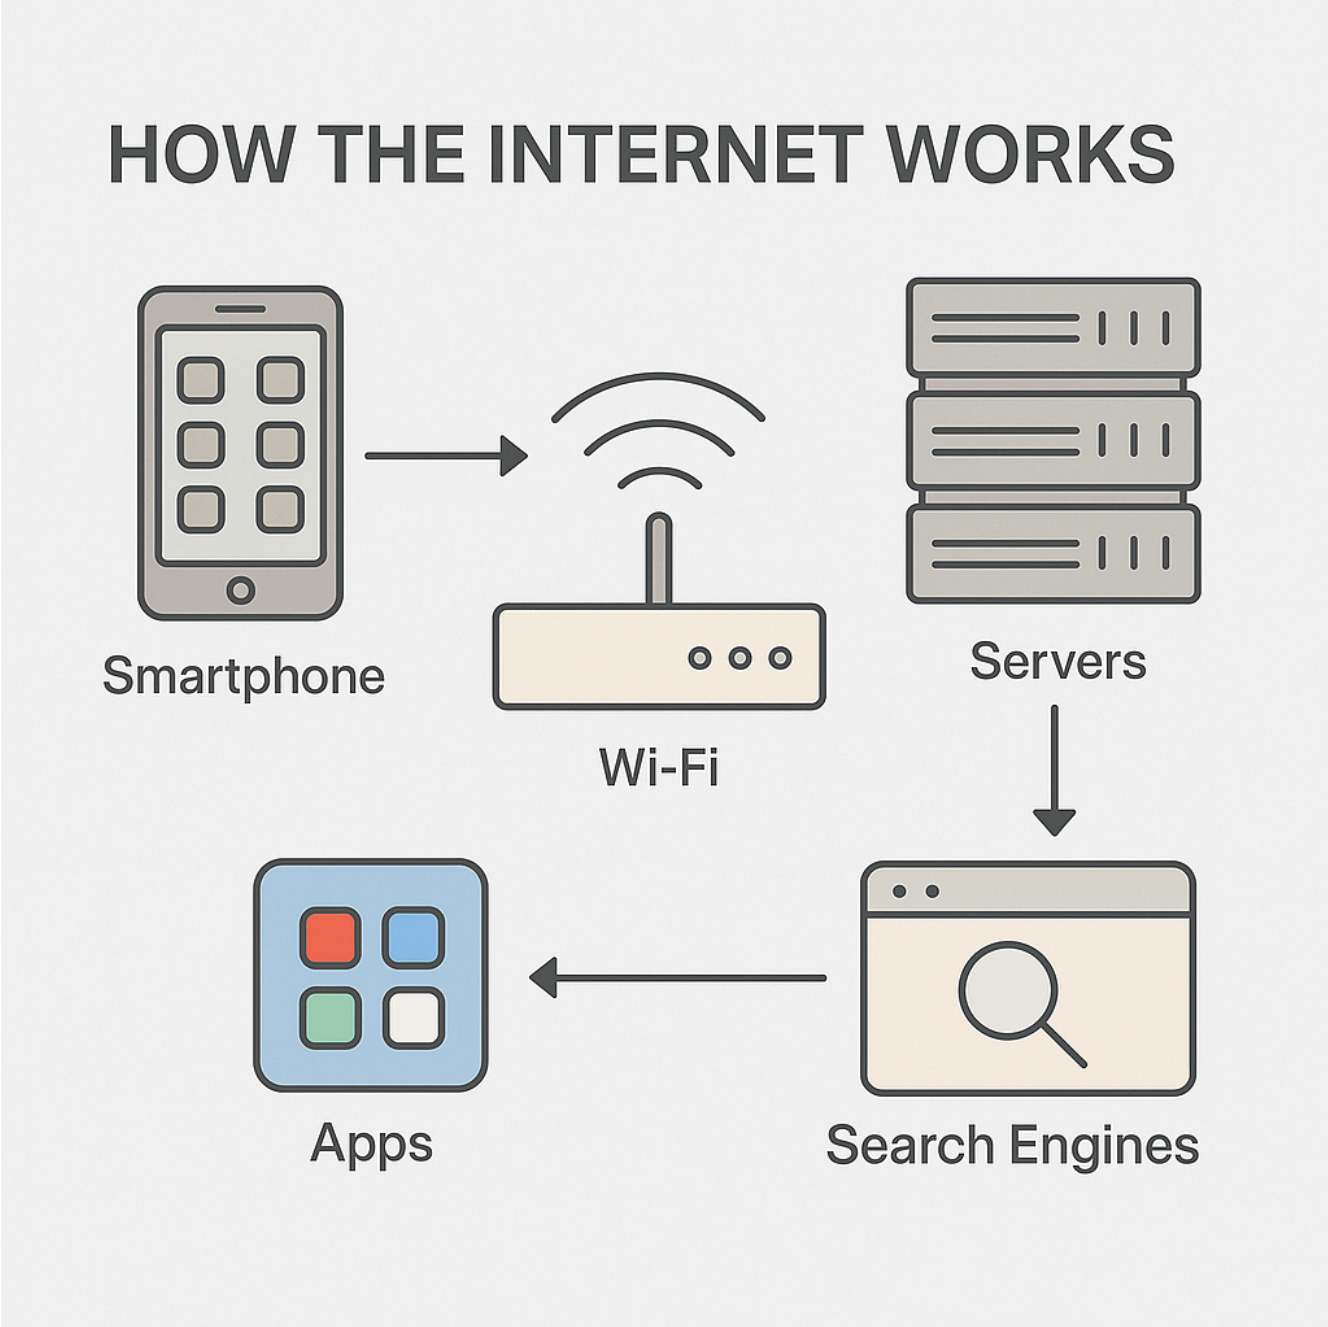 HOW THE INTERNET WORKS
Smartphone
Wi-Fi
Servers
Apps
Search Engines